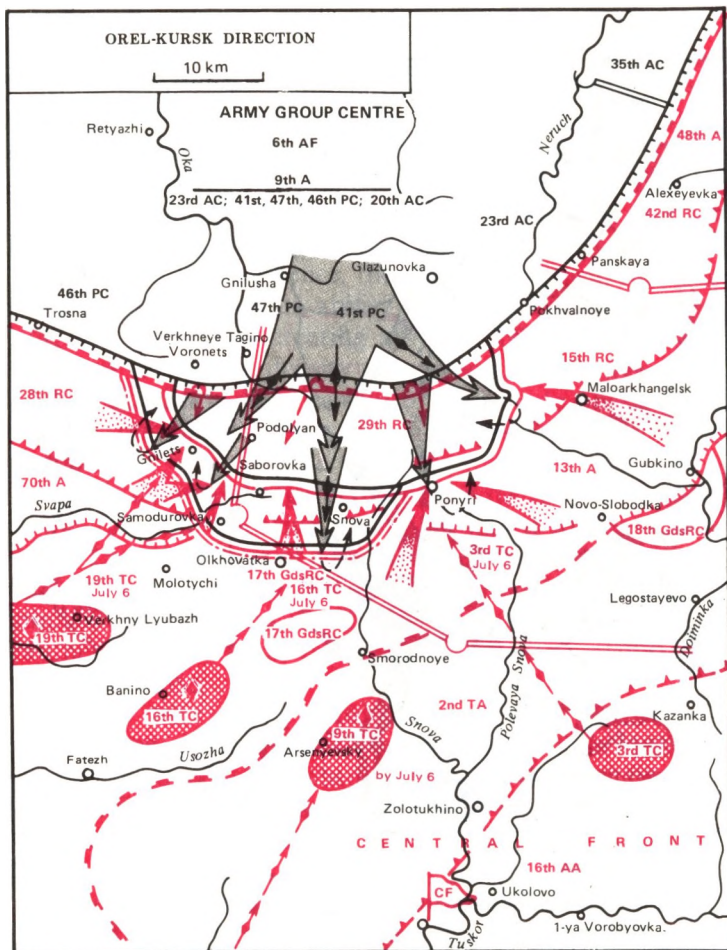 OREL-KURSK DIRECTION
10 km
35th AC
ARMY GROUP CENTRE
6th AF
9th A
23rd AC; 41st, 47th, 46th PC; 20th AC
Retyazhi
Oka
Neruch
48th A
Alexeyevka
42nd RC
23rd AC
Panskaya
Gnilusha
Glazunovka
46th PC
Trosna
47th PC
41st PC
Pokhvalnoye
Verkhneye Tagino
Voronets
15th RC
28th RC
Maloarkhangelsk
Podolyan
29th RC
Gnilets
Saborovka
13th A
Gubkino
70th A
Ponyri
Svapa
Samodurovka
Snova
Novo-Slobodka
18th GdsRC
Olkhovatka
3rd TC
July 6
19th TC
July 6
Molotychi
17th GdsRC
16th TC
July 6
Legostayevo
Verkhny Lyubazh
19th TC
17th GdsRC
Smorodnoye
Polevaya Snova
Banino
16th TC
2nd TA
Snova
Kazanka
9th TC
Arsenyevsky
3rd TC
Usozha
Fatezh
by July 6
Zolotukhino
CENTRAL FRONT
16th AA
CF
Ukolovo
1-ya Vorobyovka.
Tuskor